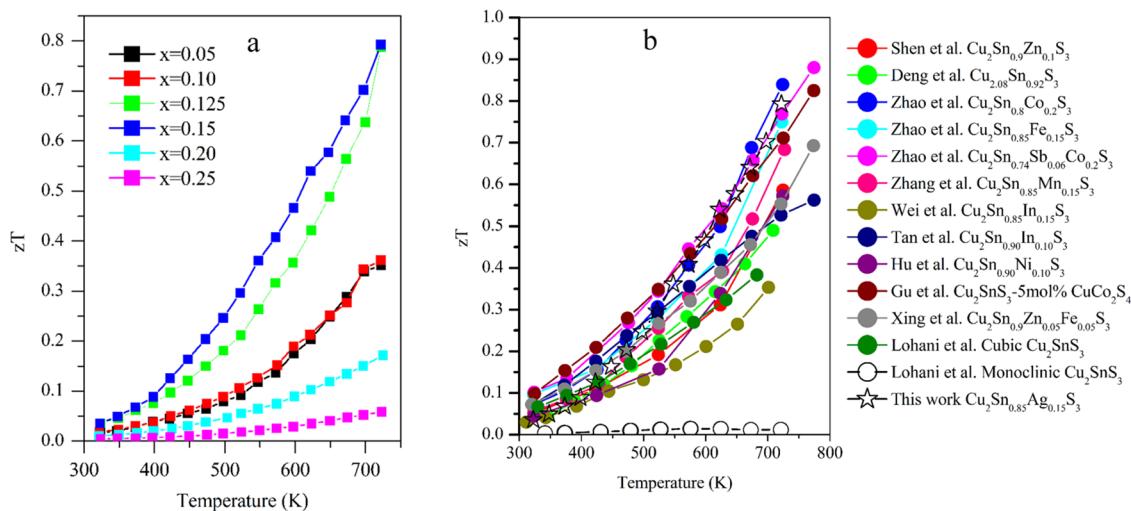 a
x=0.05
x=0.10
x=0.125
x=0.15
x=0.20
x=0.25
zT
0.8
0.7
0.6
0.5
0.4
0.3
0.2
0.1
0.0
300 400 500 600 700 800
Temperature (K)
b
zT
1.0
0.9
0.8
0.7
0.6
0.5
0.4
0.3
0.2
0.1
0.0
300 400 500 600 700 800
Temperature (K)
Shen et al. Cu₂Sn₀.₉Zn₀.₁S₃
Deng et al. Cu₂.₀₈Sn₀.₉₂S₃
Zhao et al. Cu₂Sn₀.₈Co₀.₂S₃
Zhao et al. Cu₂Sn₀.₈₅Fe₀.₁₅S₃
Zhao et al. Cu₂Sn₀.₇₄Sb₀.₀₆Co₀.₂S₃
Zhang et al. Cu₂Sn₀.₈₅Mn₀.₁₅S₃
Wei et al. Cu₂Sn₀.₈₅In₀.₁₅S₃
Tan et al. Cu₂Sn₀.₉₀In₀.₁₀S₃
Hu et al. Cu₂Sn₀.₉₀Ni₀.₁₀S₃
Gu et al. Cu₂SnS₃-5mol% CuCo₂S₄
Xing et al. Cu₂Sn₀.₉Zn₀.₀₅Fe₀.₀₅S₃
Lohani et al. Cubic Cu₂SnS₃
Lohani et al. Monoclinic Cu₂SnS₃
This work Cu₂Sn₀.₈₅Ag₀.₁₅S₃